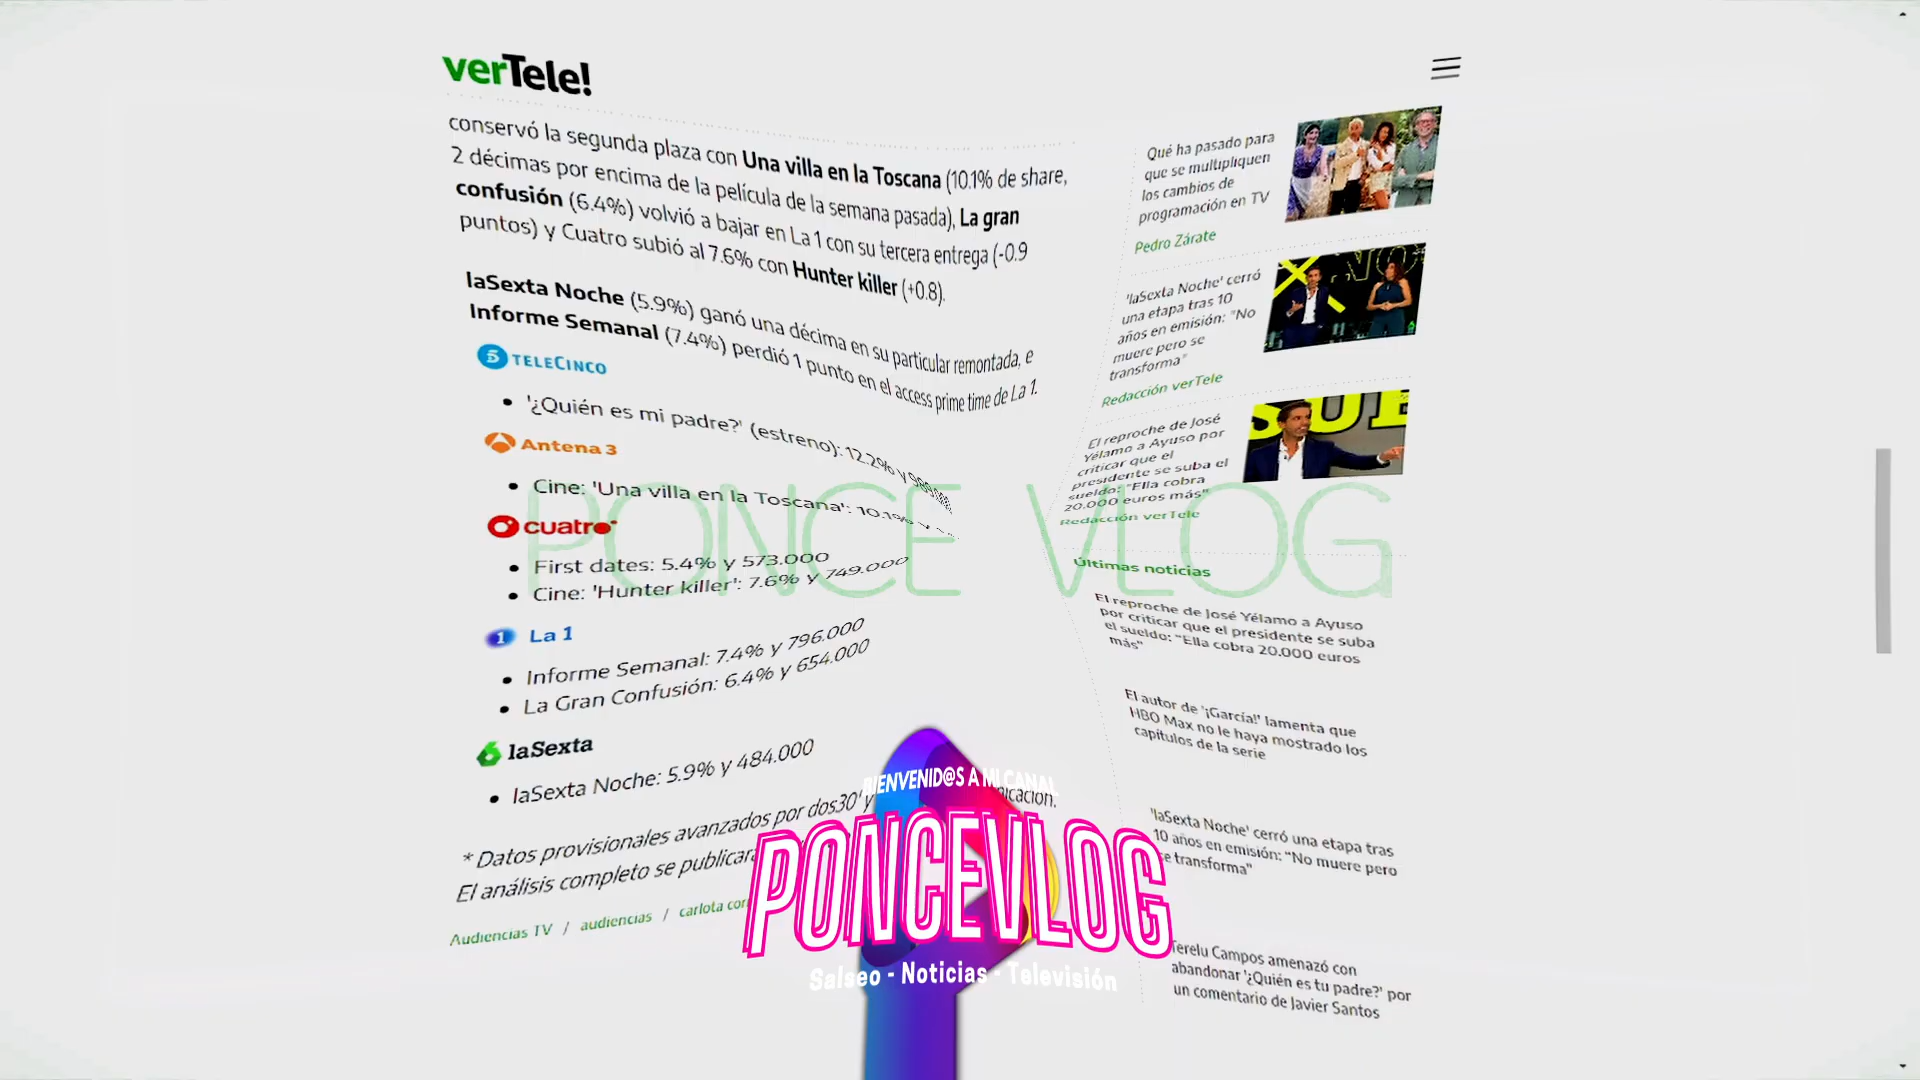 verTele!
conservó la segunda plaza con Una villa en la Toscana (10.1% de share,
2 décimas por encima de la película de la semana pasada), La gran
confusión (6.4%) volvió a bajar en La 1 con su tercera entrega (-0.9
puntos) y Cuatro subió al 7.6% con Hunter killer (+0.8).
laSexta Noche (5.9%) ganó una décima en su particular remontada, e
Informe Semanal (7.4%) perdió 1 punto en el access prime time de La 1.
5 TELECINCO
• '¿Quién es mi padre?' (estreno): 12.2% y
Antena 3
• Cine: 'Una villa en la Toscana': 10.1% y
cuatro
• First dates: 5.4% y 573.000
• Cine: 'Hunter killer': 7.6% y 749.000
1 La 1
• Informe Semanal: 7.4% y 796.000
• La Gran Confusión: 6.4% y 654.000
6 laSexta
• laSexta Noche: 5.9% y 484.000
* Datos provisionales avanzados por dos30' y
El análisis completo se publicará
Audiencias TV / audiencias / carlota
Qué ha pasado para
que se multipliquen
los cambios de
programación en TV
Pedro Zárate
'laSexta Noche' cerró
una etapa tras 10
años en emisión: "No
muere pero se
transforma"
Redacción verTele
El reproche de José
Yélamo a Ayuso por
criticar que el
presidente se suba el
sueldo: "Ella cobra
20.000 euros más"
Redacción verTele
Últimas noticias
El reproche de José Yélamo a Ayuso
por criticar que el presidente se suba
el sueldo: "Ella cobra 20.000 euros
más"
El autor de '¡García!' lamenta que
HBO Max no le haya mostrado los
capítulos de la serie
'laSexta Noche' cerró una etapa tras
10 años en emisión: "No muere pero
se transforma"
Terelu Campos amenazó con
abandonar '¿Quién es tu padre?' por
un comentario de Javier Santos
PONCE VLOG
BIENVENID@S A MI CANAL
PONCEVLOG
Salseo - Noticias - Televisión